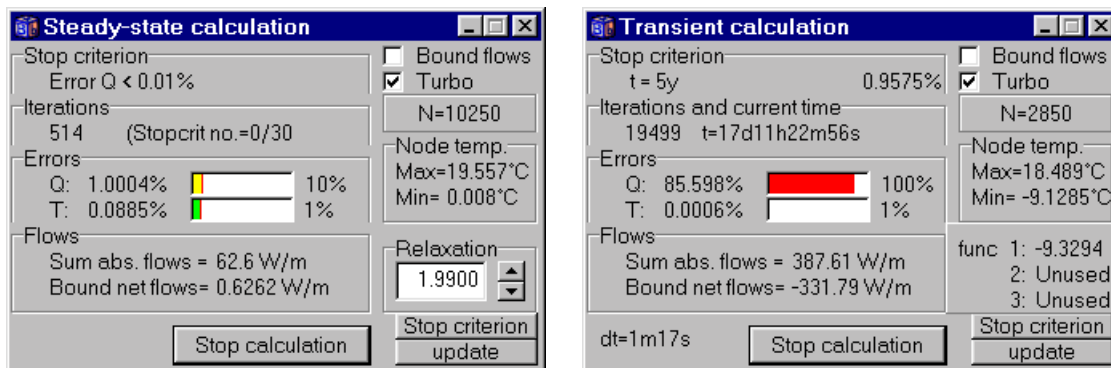 Steady-state calculation
Stop criterion
Error Q < 0.01%
Bound flows
Turbo
Iterations
514 (Stopcrit no.=0/30
N=10250
Errors
Q: 1.0004% 10%
T: 0.0885% 1%
Node temp.
Max=19.557°C
Min= 0.008°C
Flows
Sum abs. flows = 62.6 W/m
Bound net flows= 0.6262 W/m
Relaxation
1.9900
Stop calculation
Stop criterion
update
Transient calculation
Stop criterion
t = 5y 0.9575%
Bound flows
Turbo
Iterations and current time
19499 t=17d11h22m56s
N=2850
Errors
Q: 85.598% 100%
T: 0.0006% 1%
Node temp.
Max=18.489°C
Min= -9.1285°C
Flows
Sum abs. flows = 387.61 W/m
Bound net flows= -331.79 W/m
func 1: -9.3294
2: Unused
3: Unused
dt=1m17s
Stop calculation
Stop criterion
update